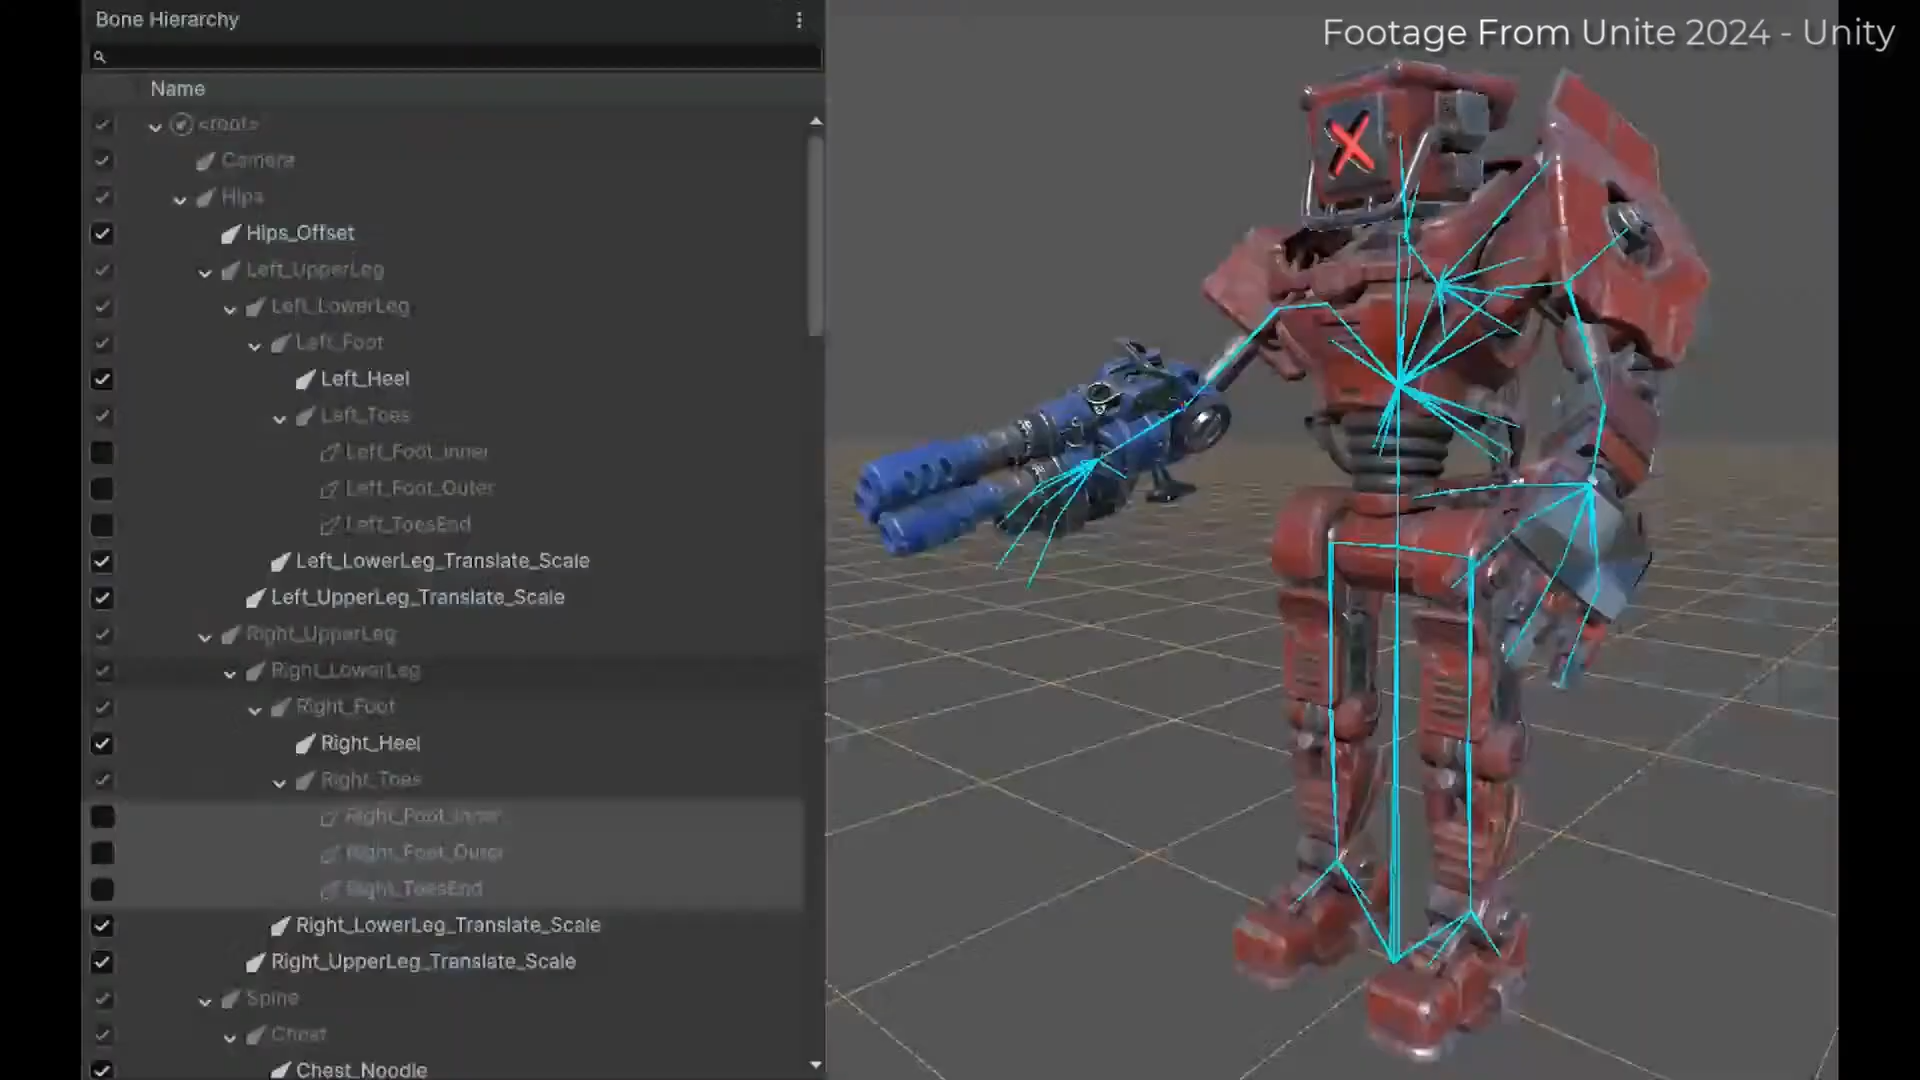 Bone Hierarchy
Footage From Unite 2024 - Unity
Name
<root>
Camera
Hips
Hips_Offset
Left_UpperLeg
Left_LowerLeg
Left_Foot
Left_Heel
Left_Toes
Left_Foot_Inner
Left_Foot_Outer
Left_ToesEnd
Left_LowerLeg_Translate_Scale
Left_UpperLeg_Translate_Scale
Right_UpperLeg
Right_LowerLeg
Right_Foot
Right_Heel
Right_Toes
Right_Foot_Inner
Right_Foot_Outer
Right_ToesEnd
Right_LowerLeg_Translate_Scale
Right_UpperLeg_Translate_Scale
Spine
Chest
Chest_Noodle